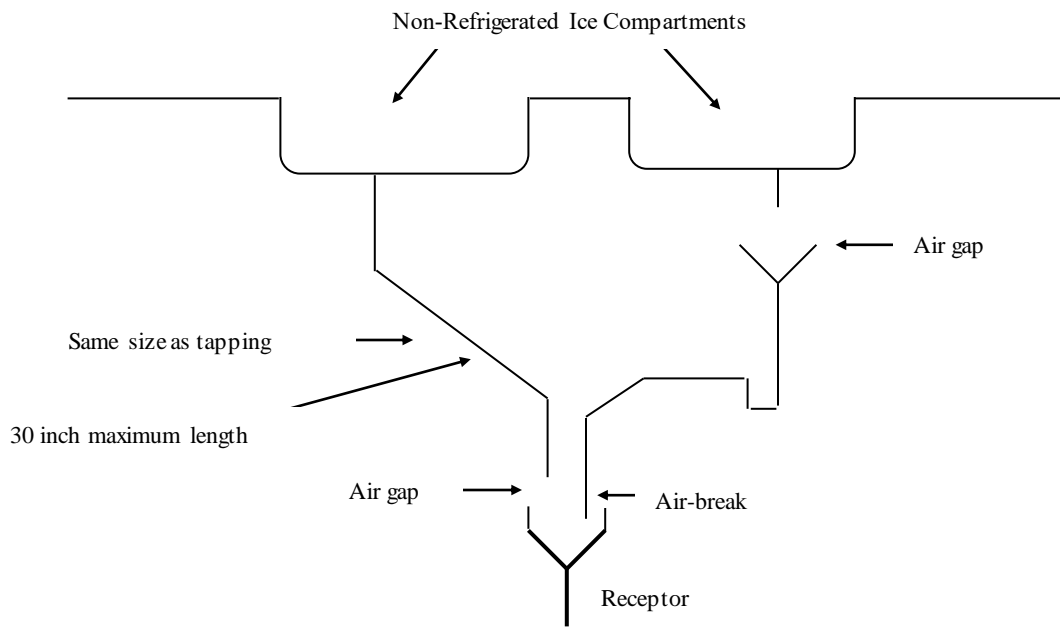 Non-Refrigerated Ice Compartments
Air gap
Same size as tapping
30 inch maximum length
Air gap
Air-break
Receptor